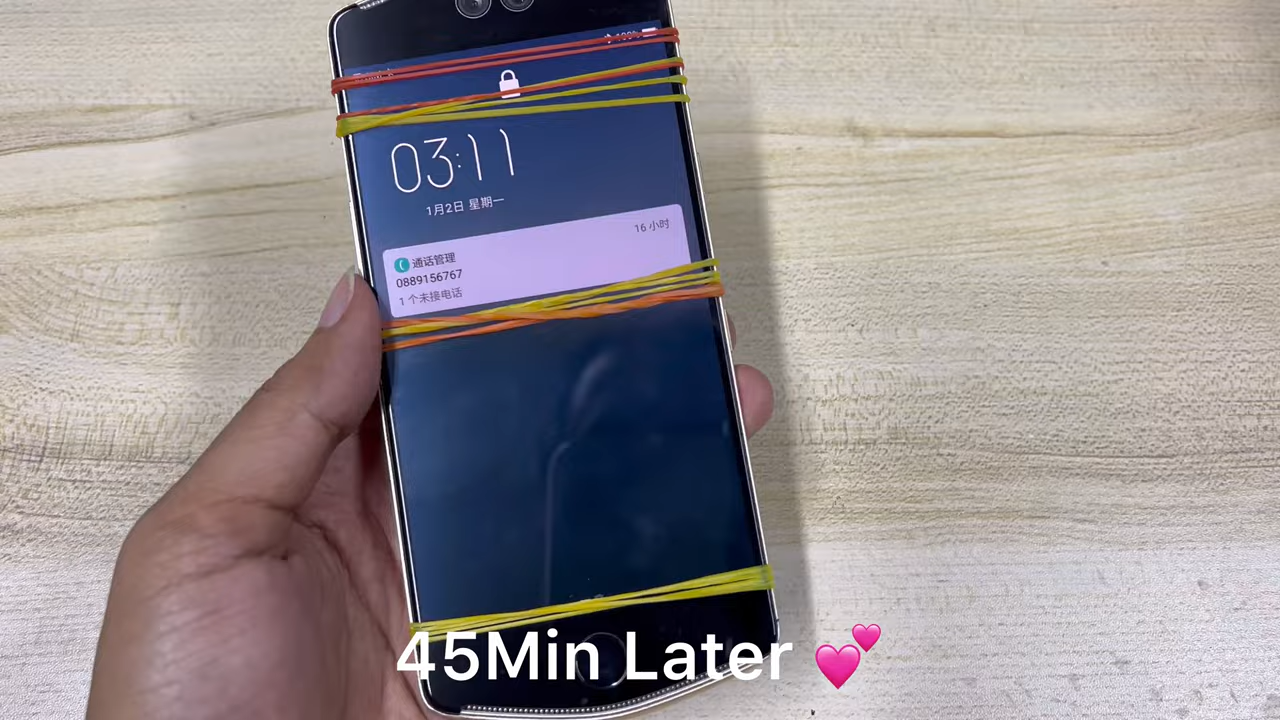 100%
03:11
1月2日 星期一
16 小时
通话管理
0889156767
1 个未接电话
45Min Later 💕